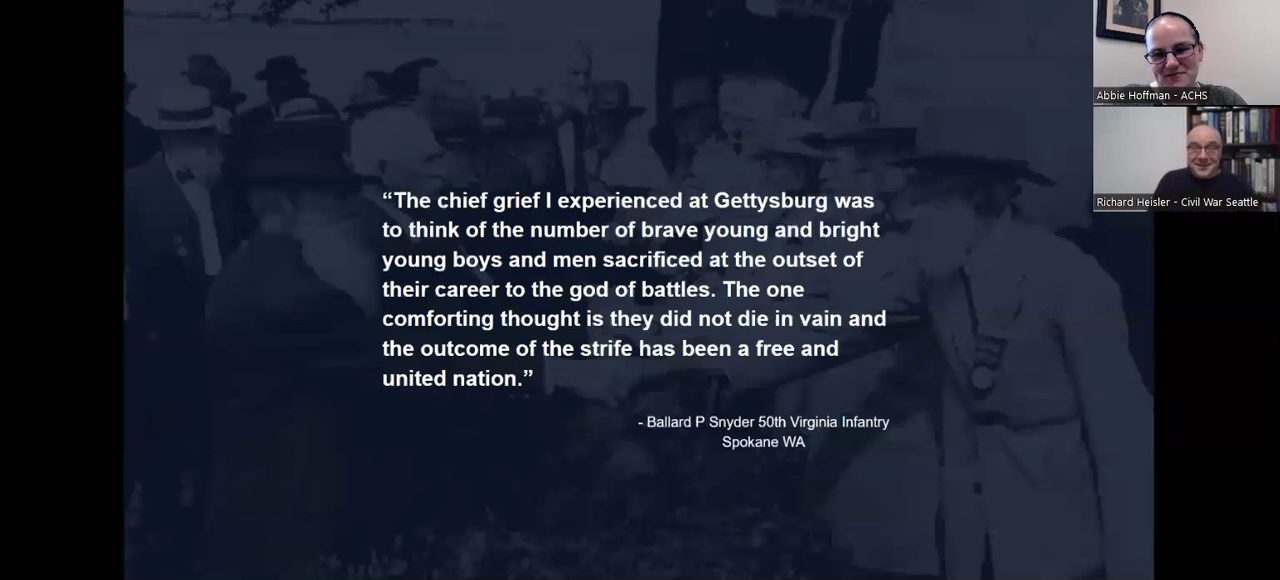 “The chief grief I experienced at Gettysburg was
to think of the number of brave young and bright
young boys and men sacrificed at the outset of
their career to the god of battles. The one
comforting thought is they did not die in vain and
the outcome of the strife has been a free and
united nation.”
- Ballard P Snyder 50th Virginia Infantry
Spokane WA
Abbie Hoffman - ACHS
Richard Heisler - Civil War Seattle